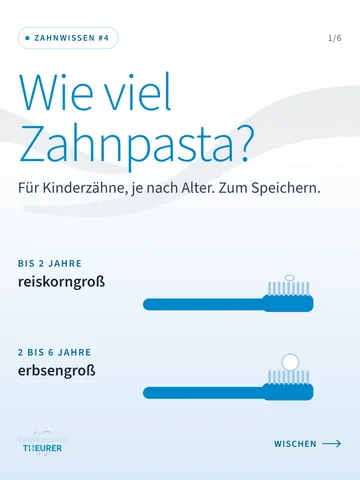 ZAHNWISSEN #4
1/6
Wie viel
Zahnpasta?
Für Kinderzähne, je nach Alter. Zum Speichern.
BIS 2 JAHRE
reiskorngroß
2 BIS 6 JAHRE
erbsengroß
THEURER
WISCHEN